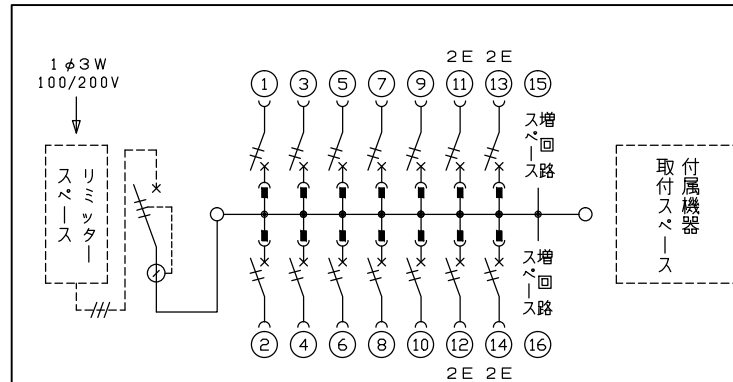 1φ3W
100/200V
リミッター
スペース
2E 2E
1 3 5 7 9 11 13 15
増回路
スペース
増回路
スペース
2 4 6 8 10 12 14 16
2E 2E
付属機器
取付スペース